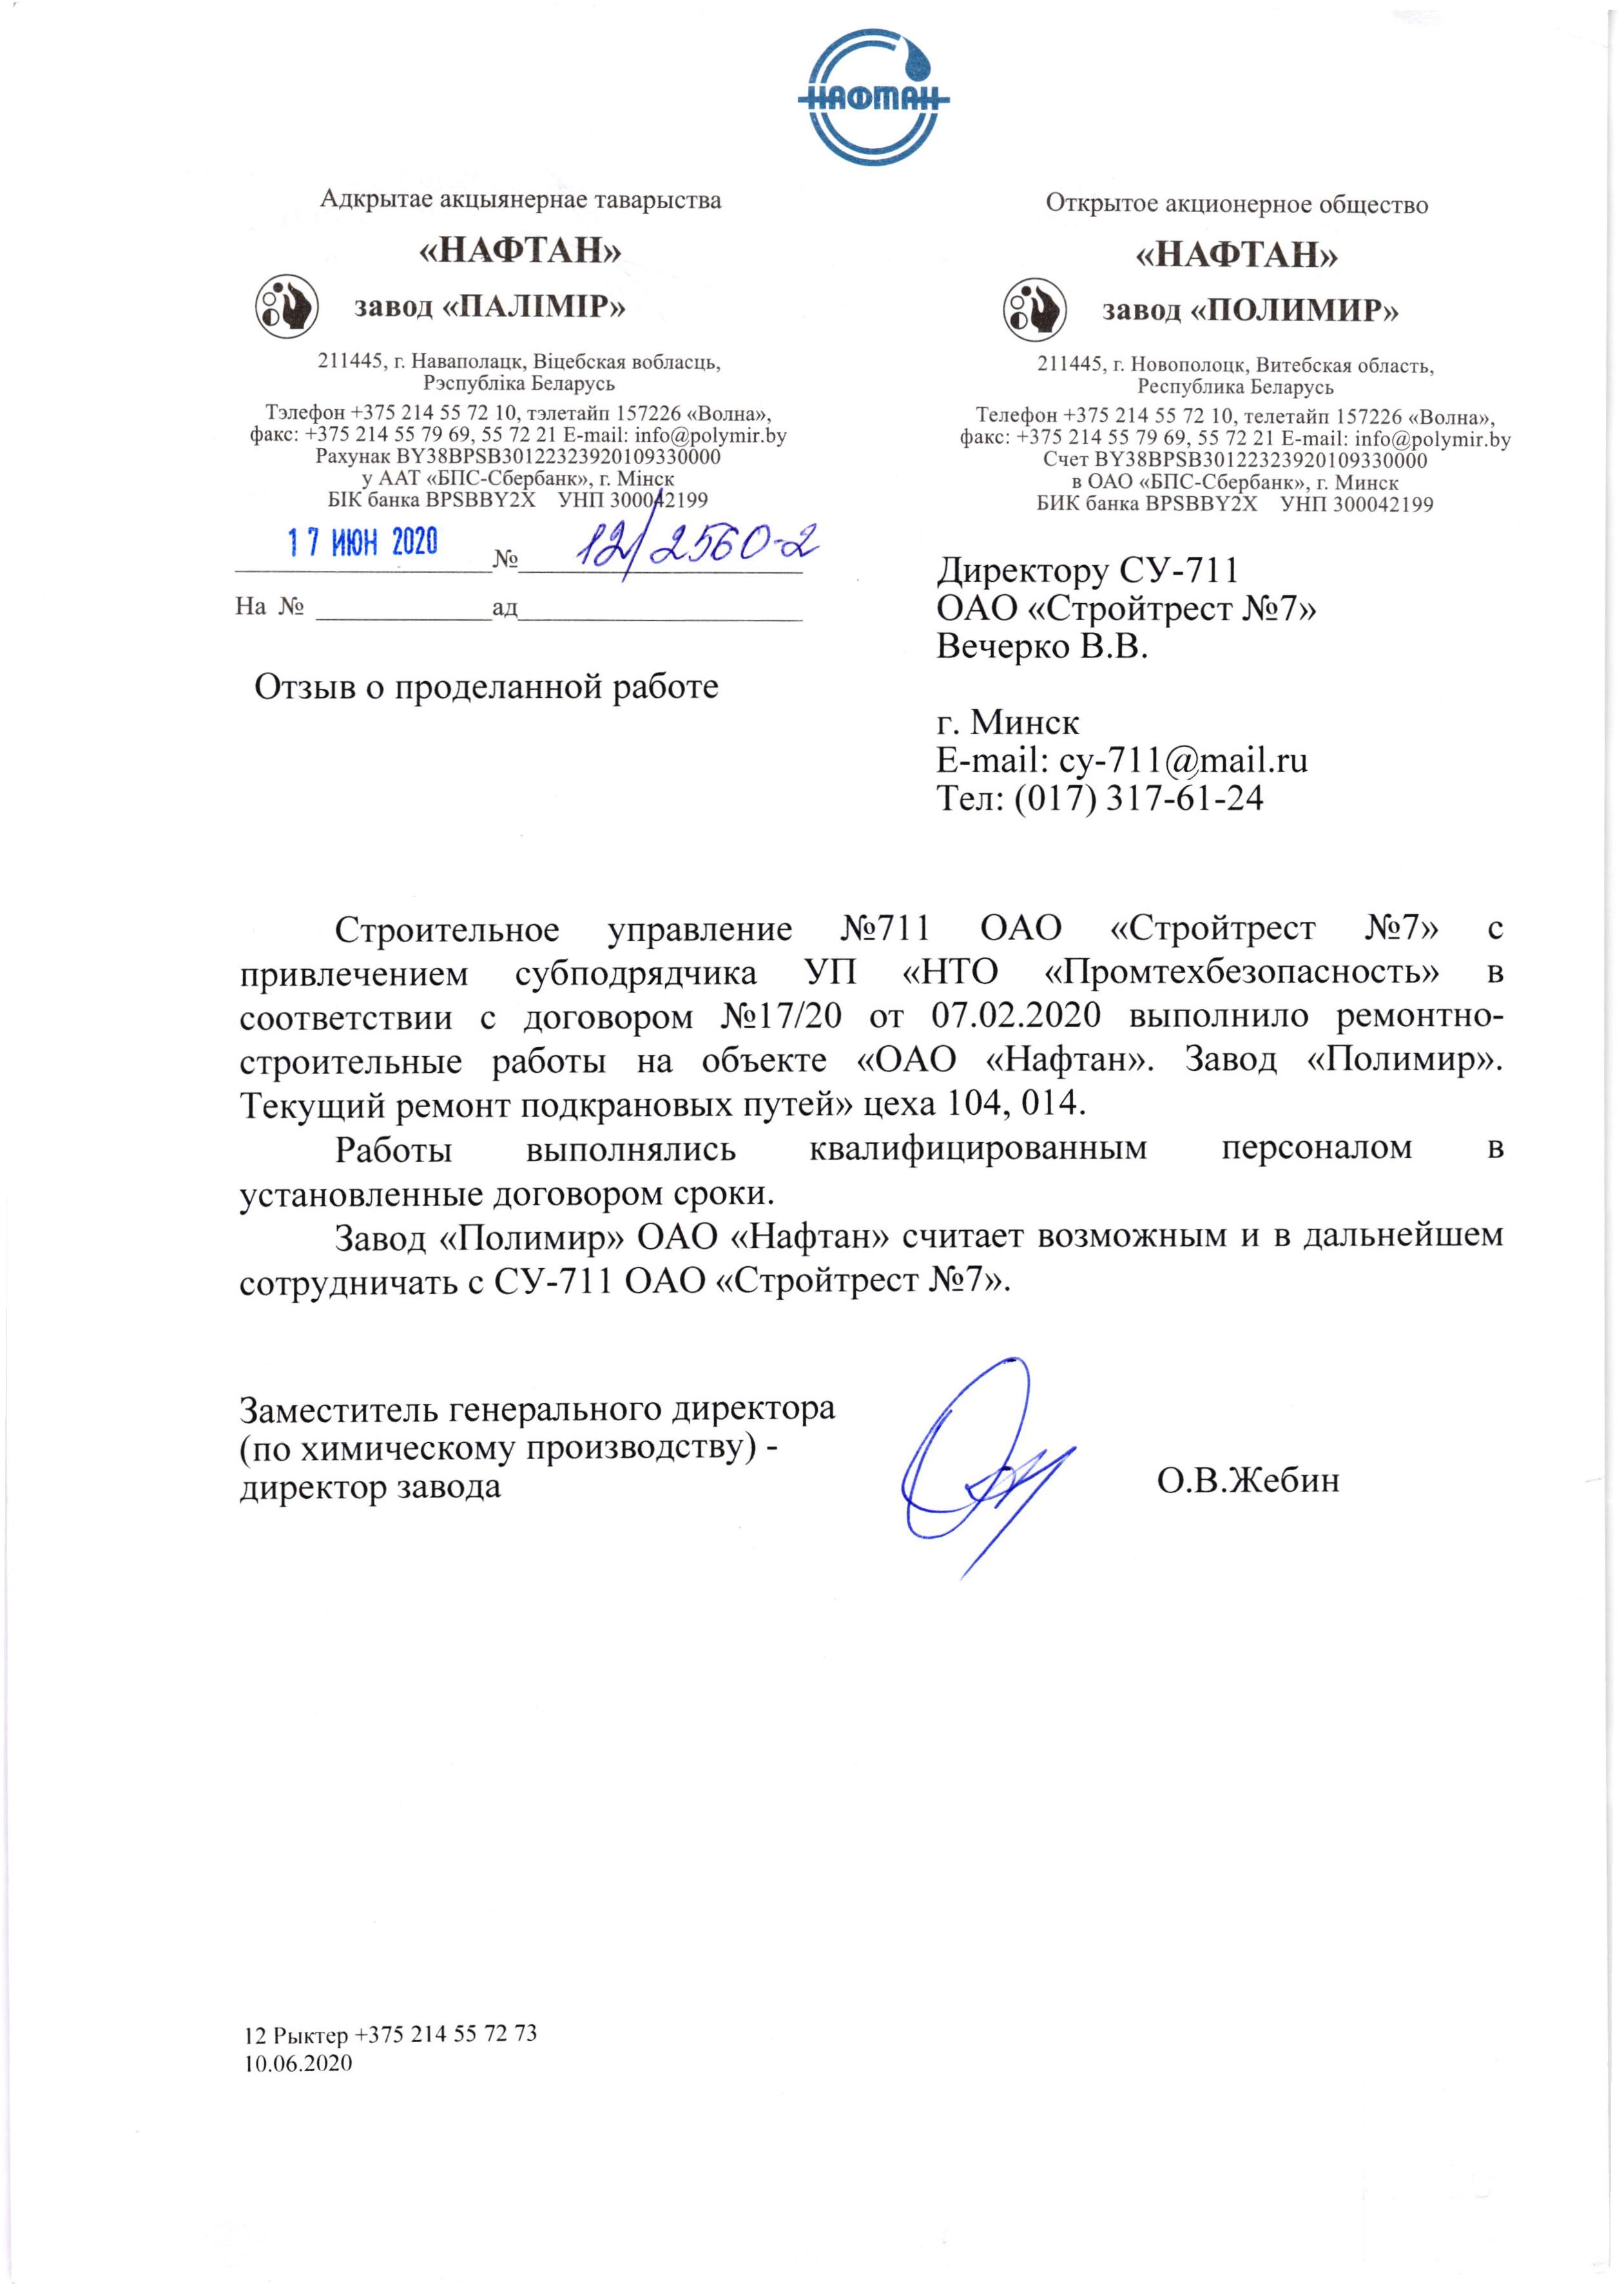 НАФТАН
Адкрытае акцыянернае таварыства
«НАФТАН»
завод «ПАЛІМІР»
211445, г. Наваполацк, Віцебская вобласць,
Рэспубліка Беларусь
Тэлефон +375 214 55 72 10, тэлетайп 157226 «Волна»,
факс: +375 214 55 79 69, 55 72 21 E-mail: info@polymir.by
Рахунак BY38BPSB30122323920109330000
у ААТ «БПС-Сбербанк», г. Мінск
БІК банка BPSBBY2X УНП 300042199
17 ИЮН 2020 № 12/2560-2
На № ад
Отзыв о проделанной работе
Открытое акционерное общество
«НАФТАН»
завод «ПОЛИМИР»
211445, г. Новополоцк, Витебская область,
Республика Беларусь
Телефон +375 214 55 72 10, телетайп 157226 «Волна»,
факс: +375 214 55 79 69, 55 72 21 E-mail: info@polymir.by
Счет BY38BPSB30122323920109330000
в ОАО «БПС-Сбербанк», г. Минск
БИК банка BPSBBY2X УНП 300042199
Директору СУ-711
ОАО «Стройтрест №7»
Вечерко В.В.
г. Минск
E-mail: cy-711@mail.ru
Тел: (017) 317-61-24
Строительное управление №711 ОАО «Стройтрест №7» с
привлечением субподрядчика УП «НТО «Промтехбезопасность» в
соответствии с договором №17/20 от 07.02.2020 выполнило ремонтно-
строительные работы на объекте «ОАО «Нафтан». Завод «Полимир».
Текущий ремонт подкрановых путей» цеха 104, 014.
Работы выполнялись квалифицированным персоналом в
установленные договором сроки.
Завод «Полимир» ОАО «Нафтан» считает возможным и в дальнейшем
сотрудничать с СУ-711 ОАО «Стройтрест №7».
Заместитель генерального директора
(по химическому производству) -
директор завода
О.В.Жебин
12 Рыктер +375 214 55 72 73
10.06.2020